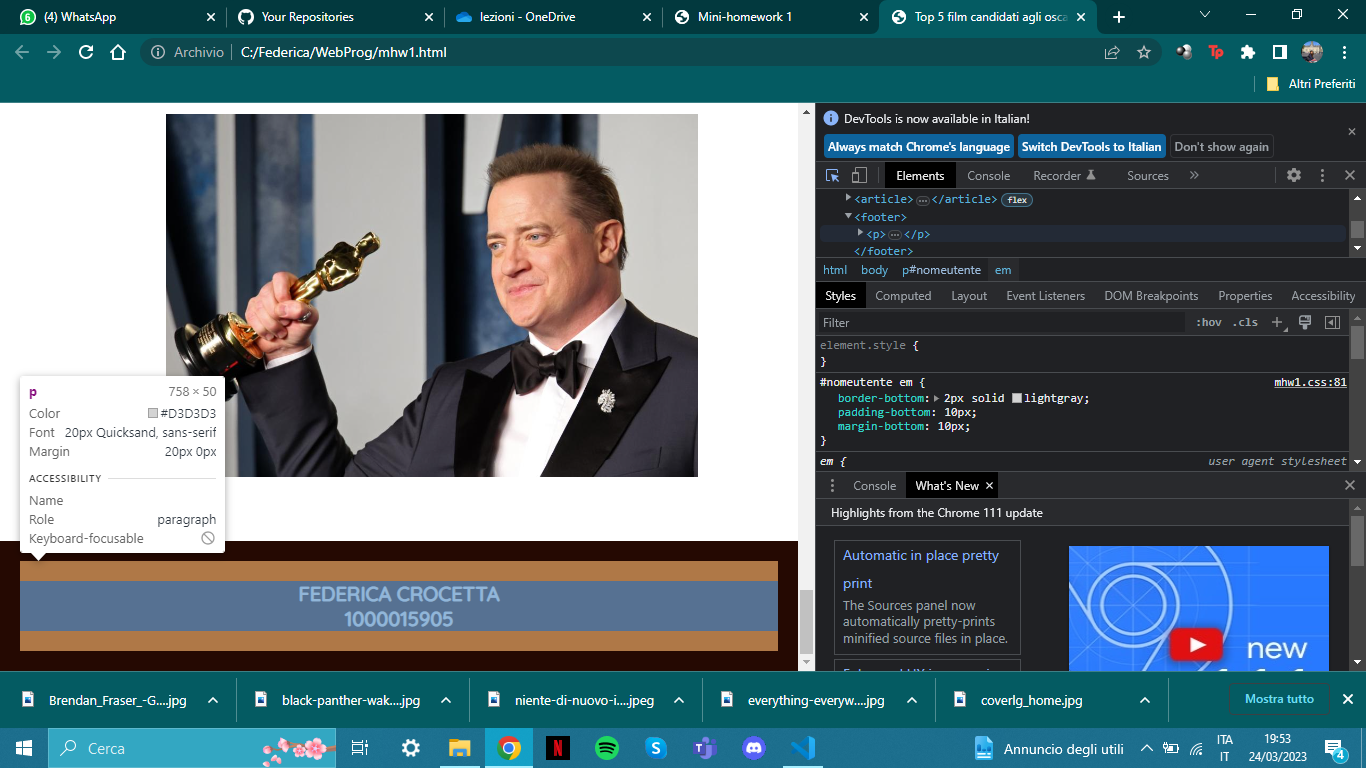 6
(4) WhatsApp
Your Repositories
lezioni - OneDrive
Mini-homework 1
Top 5 film candidati agli osca
Archivio
C:/Federica/WebProg/mhw1.html
Tp
Altri Preferiti
DevTools is now available in Italian!
Always match Chrome's language
Switch DevTools to Italian
Don't show again
Elements
Console
Recorder
Sources
<article>…</article> flex
<footer>
<p>…</p>
</footer>
html body p#nomeutente em
Styles
Computed
Layout
Event Listeners
DOM Breakpoints
Properties
Accessibility
Filter
:hov .cls
element.style {
}
#nomeutente em {
mhw1.css:81
border-bottom: 2px solid lightgray;
padding-bottom: 10px;
margin-bottom: 10px;
}
em {
user agent stylesheet
Console
What's New
Highlights from the Chrome 111 update
Automatic in place pretty
print
The Sources panel now
automatically pretty-prints
minified source files in place.
new
p
758 × 50
Color
#D3D3D3
Font
20px Quicksand, sans-serif
Margin
20px 0px
ACCESSIBILITY
Name
Role
paragraph
Keyboard-focusable
FEDERICA CROCETTA
1000015905
Brendan_Fraser_-G....jpg
black-panther-wak....jpg
niente-di-nuovo-i....jpeg
everything-everyw....jpg
coverlg_home.jpg
Mostra tutto
Cerca
Annuncio degli utili
ITA
IT
19:53
24/03/2023
4